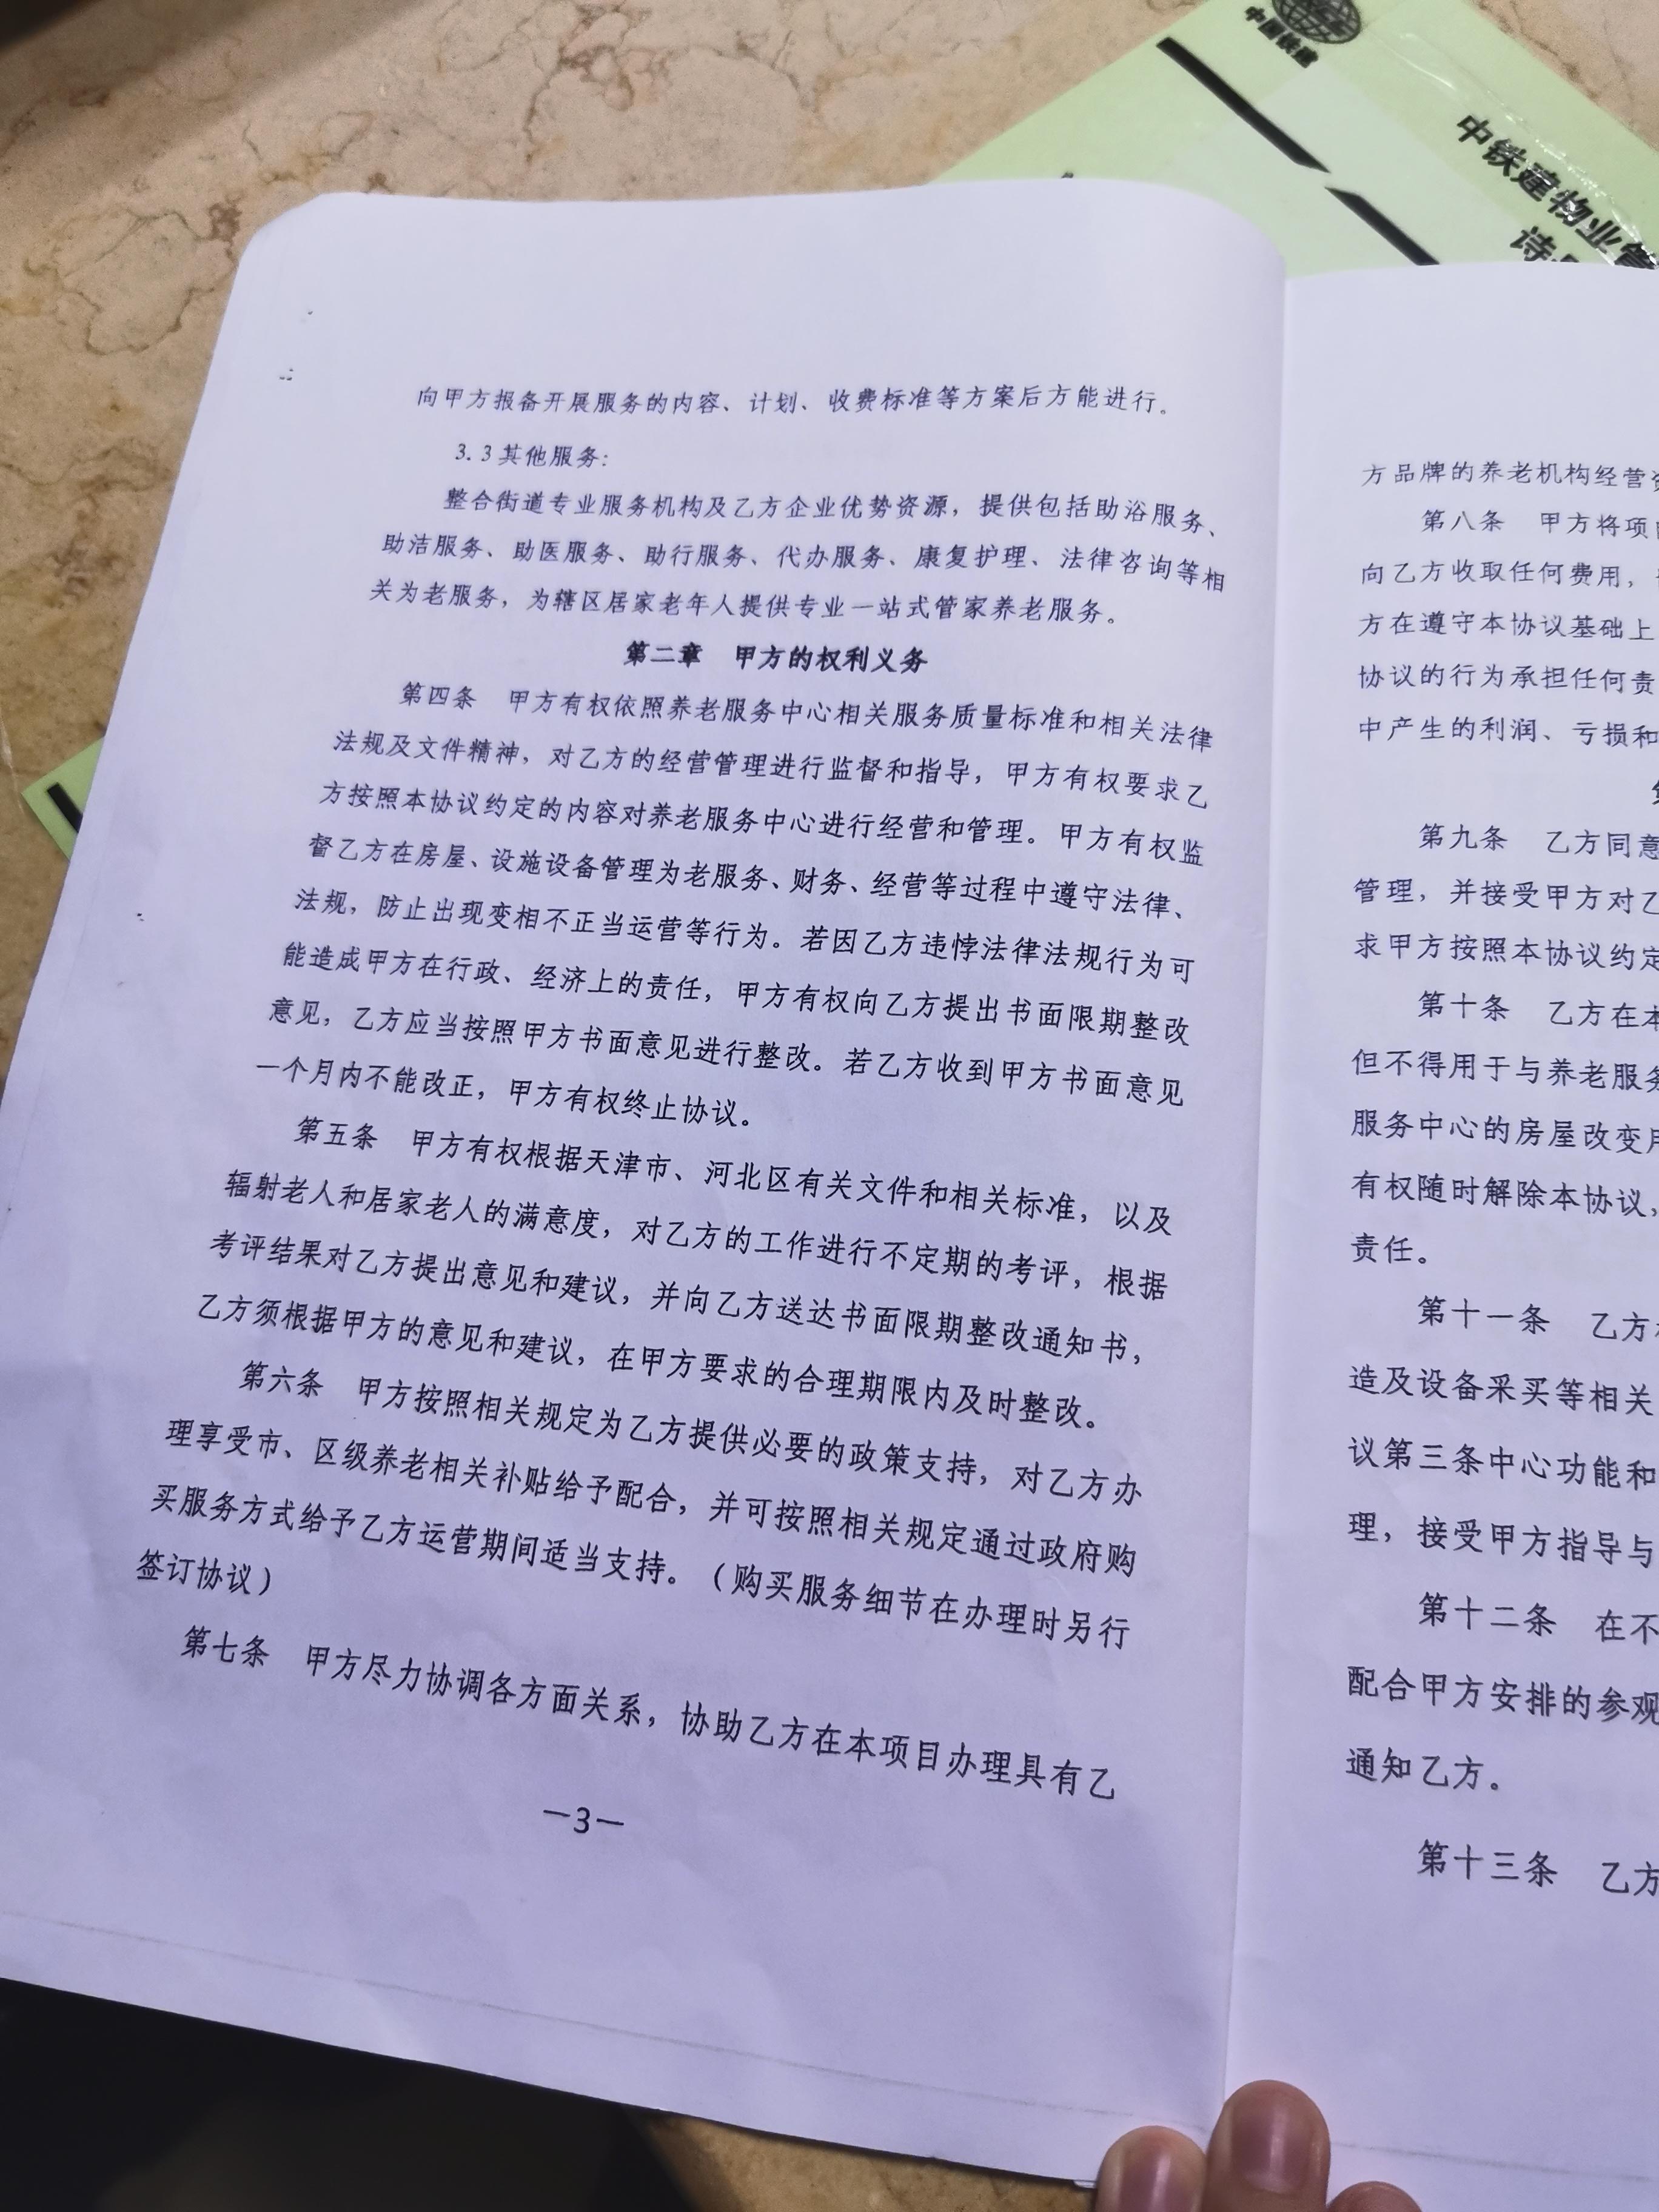 中国铁建
中铁建物业管
向甲方报备开展服务的内容、计划、收费标准等方案后方能进行。
3.3其他服务:
整合街道专业服务机构及乙方企业优势资源，提供包括助浴服务、
助洁服务、助医服务、助行服务、代办服务、康复护理、法律咨询等相
关为老服务，为辖区居家老年人提供专业一站式管家养老服务。
第二章 甲方的权利义务
第四条 甲方有权依照养老服务中心相关服务质量标准和相关法律
法规及文件精神，对乙方的经营管理进行监督和指导，甲方有权要求乙
方按照本协议约定的内容对养老服务中心进行经营和管理。甲方有权监
督乙方在房屋、设施设备管理为老服务、财务、经营等过程中遵守法律、
法规，防止出现变相不正当运营等行为。若因乙方违悖法律法规行为可
能造成甲方在行政、经济上的责任，甲方有权向乙方提出书面限期整改
意见，乙方应当按照甲方书面意见进行整改。若乙方收到甲方书面意见
一个月内不能改正，甲方有权终止协议。
第五条 甲方有权根据天津市、河北区有关文件和相关标准，以及
辐射老人和居家老人的满意度，对乙方的工作进行不定期的考评，根据
考评结果对乙方提出意见和建议，并向乙方送达书面限期整改通知书，
乙方须根据甲方的意见和建议，在甲方要求的合理期限内及时整改。
第六条 甲方按照相关规定为乙方提供必要的政策支持，对乙方办
理享受市、区级养老相关补贴给予配合，并可按照相关规定通过政府购
买服务方式给予乙方运营期间适当支持。（购买服务细节在办理时另行
签订协议）
第七条 甲方尽力协调各方面关系，协助乙方在本项目办理具有乙
—3—
方品牌的养老机构经营资
第八条 甲方将项
向乙方收取任何费用，
方在遵守本协议基础上
协议的行为承担任何责
中产生的利润、亏损和
第九条 乙方同意
管理，并接受甲方对乙
求甲方按照本协议约定
第十条 乙方在本
但不得用于与养老服务
服务中心的房屋改变用
有权随时解除本协议，
责任。
第十一条 乙方
造及设备采买等相关
议第三条中心功能和
理，接受甲方指导与
第十二条 在不
配合甲方安排的参观
通知乙方。
第十三条 乙方